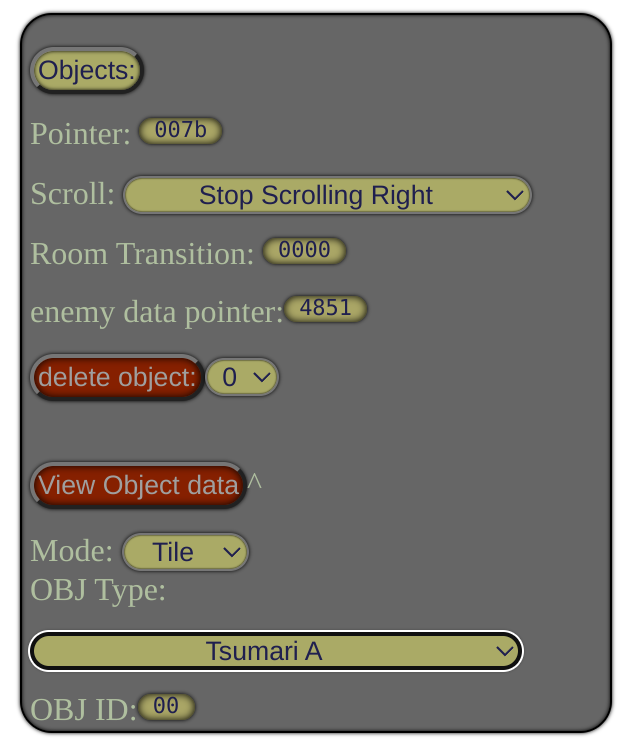 Objects:
Pointer: 007b
Scroll: Stop Scrolling Right
Room Transition: 0000
enemy data pointer: 4851
delete object: 0
View Object data ^
Mode: Tile
OBJ Type:
Tsumari A
OBJ ID: 00